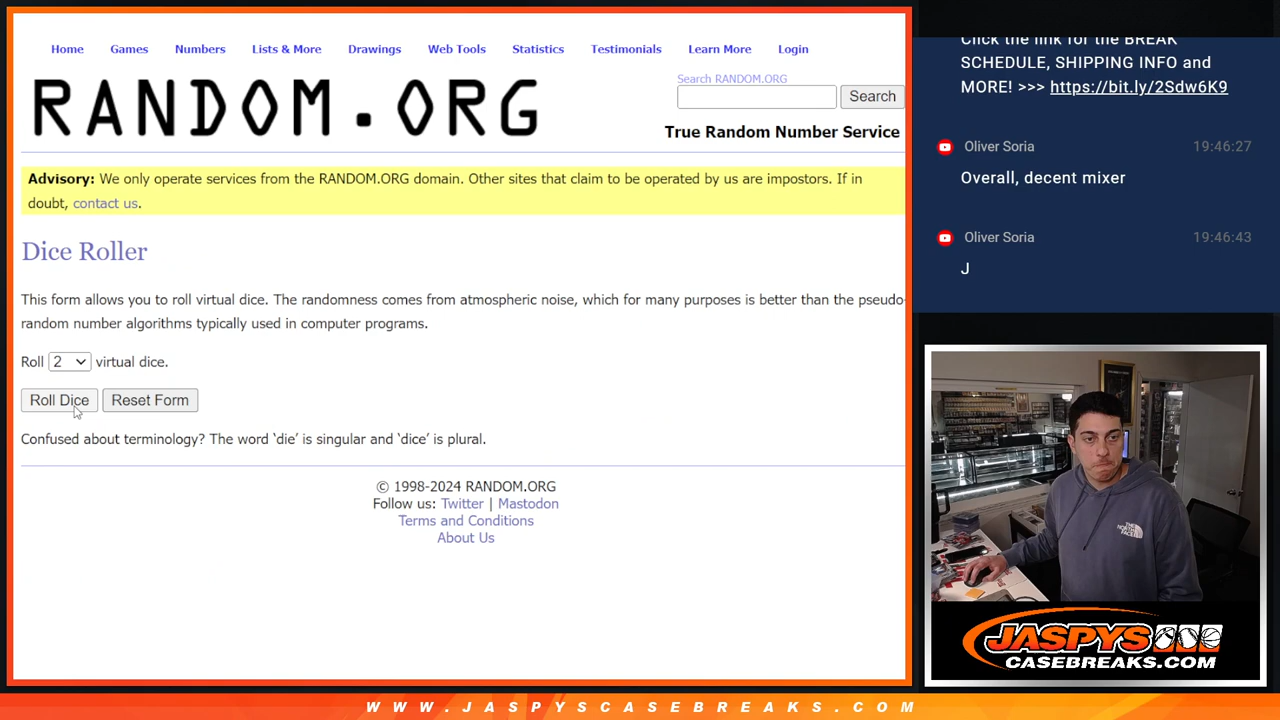 Home Games Numbers Lists & More Drawings Web Tools Statistics Testimonials Learn More Login
RANDOM.ORG
Search RANDOM.ORG
Search
True Random Number Service
Advisory: We only operate services from the RANDOM.ORG domain. Other sites that claim to be operated by us are impostors. If in
doubt, contact us.
Dice Roller
This form allows you to roll virtual dice. The randomness comes from atmospheric noise, which for many purposes is better than the pseudo-
random number algorithms typically used in computer programs.
Roll 2 virtual dice.
Roll Dice Reset Form
Confused about terminology? The word ‘die’ is singular and ‘dice’ is plural.
© 1998-2024 RANDOM.ORG
Follow us: Twitter | Mastodon
Terms and Conditions
About Us
Click the link for the BREAK
SCHEDULE, SHIPPING INFO and
MORE! >>> https://bit.ly/2Sdw6K9
Oliver Soria 19:46:27
Overall, decent mixer
Oliver Soria 19:46:43
J
THE
NORTH
FACE
JASPYS
CASEBREAKS.COM
WWW.JASPYSCASEBREAKS.COM